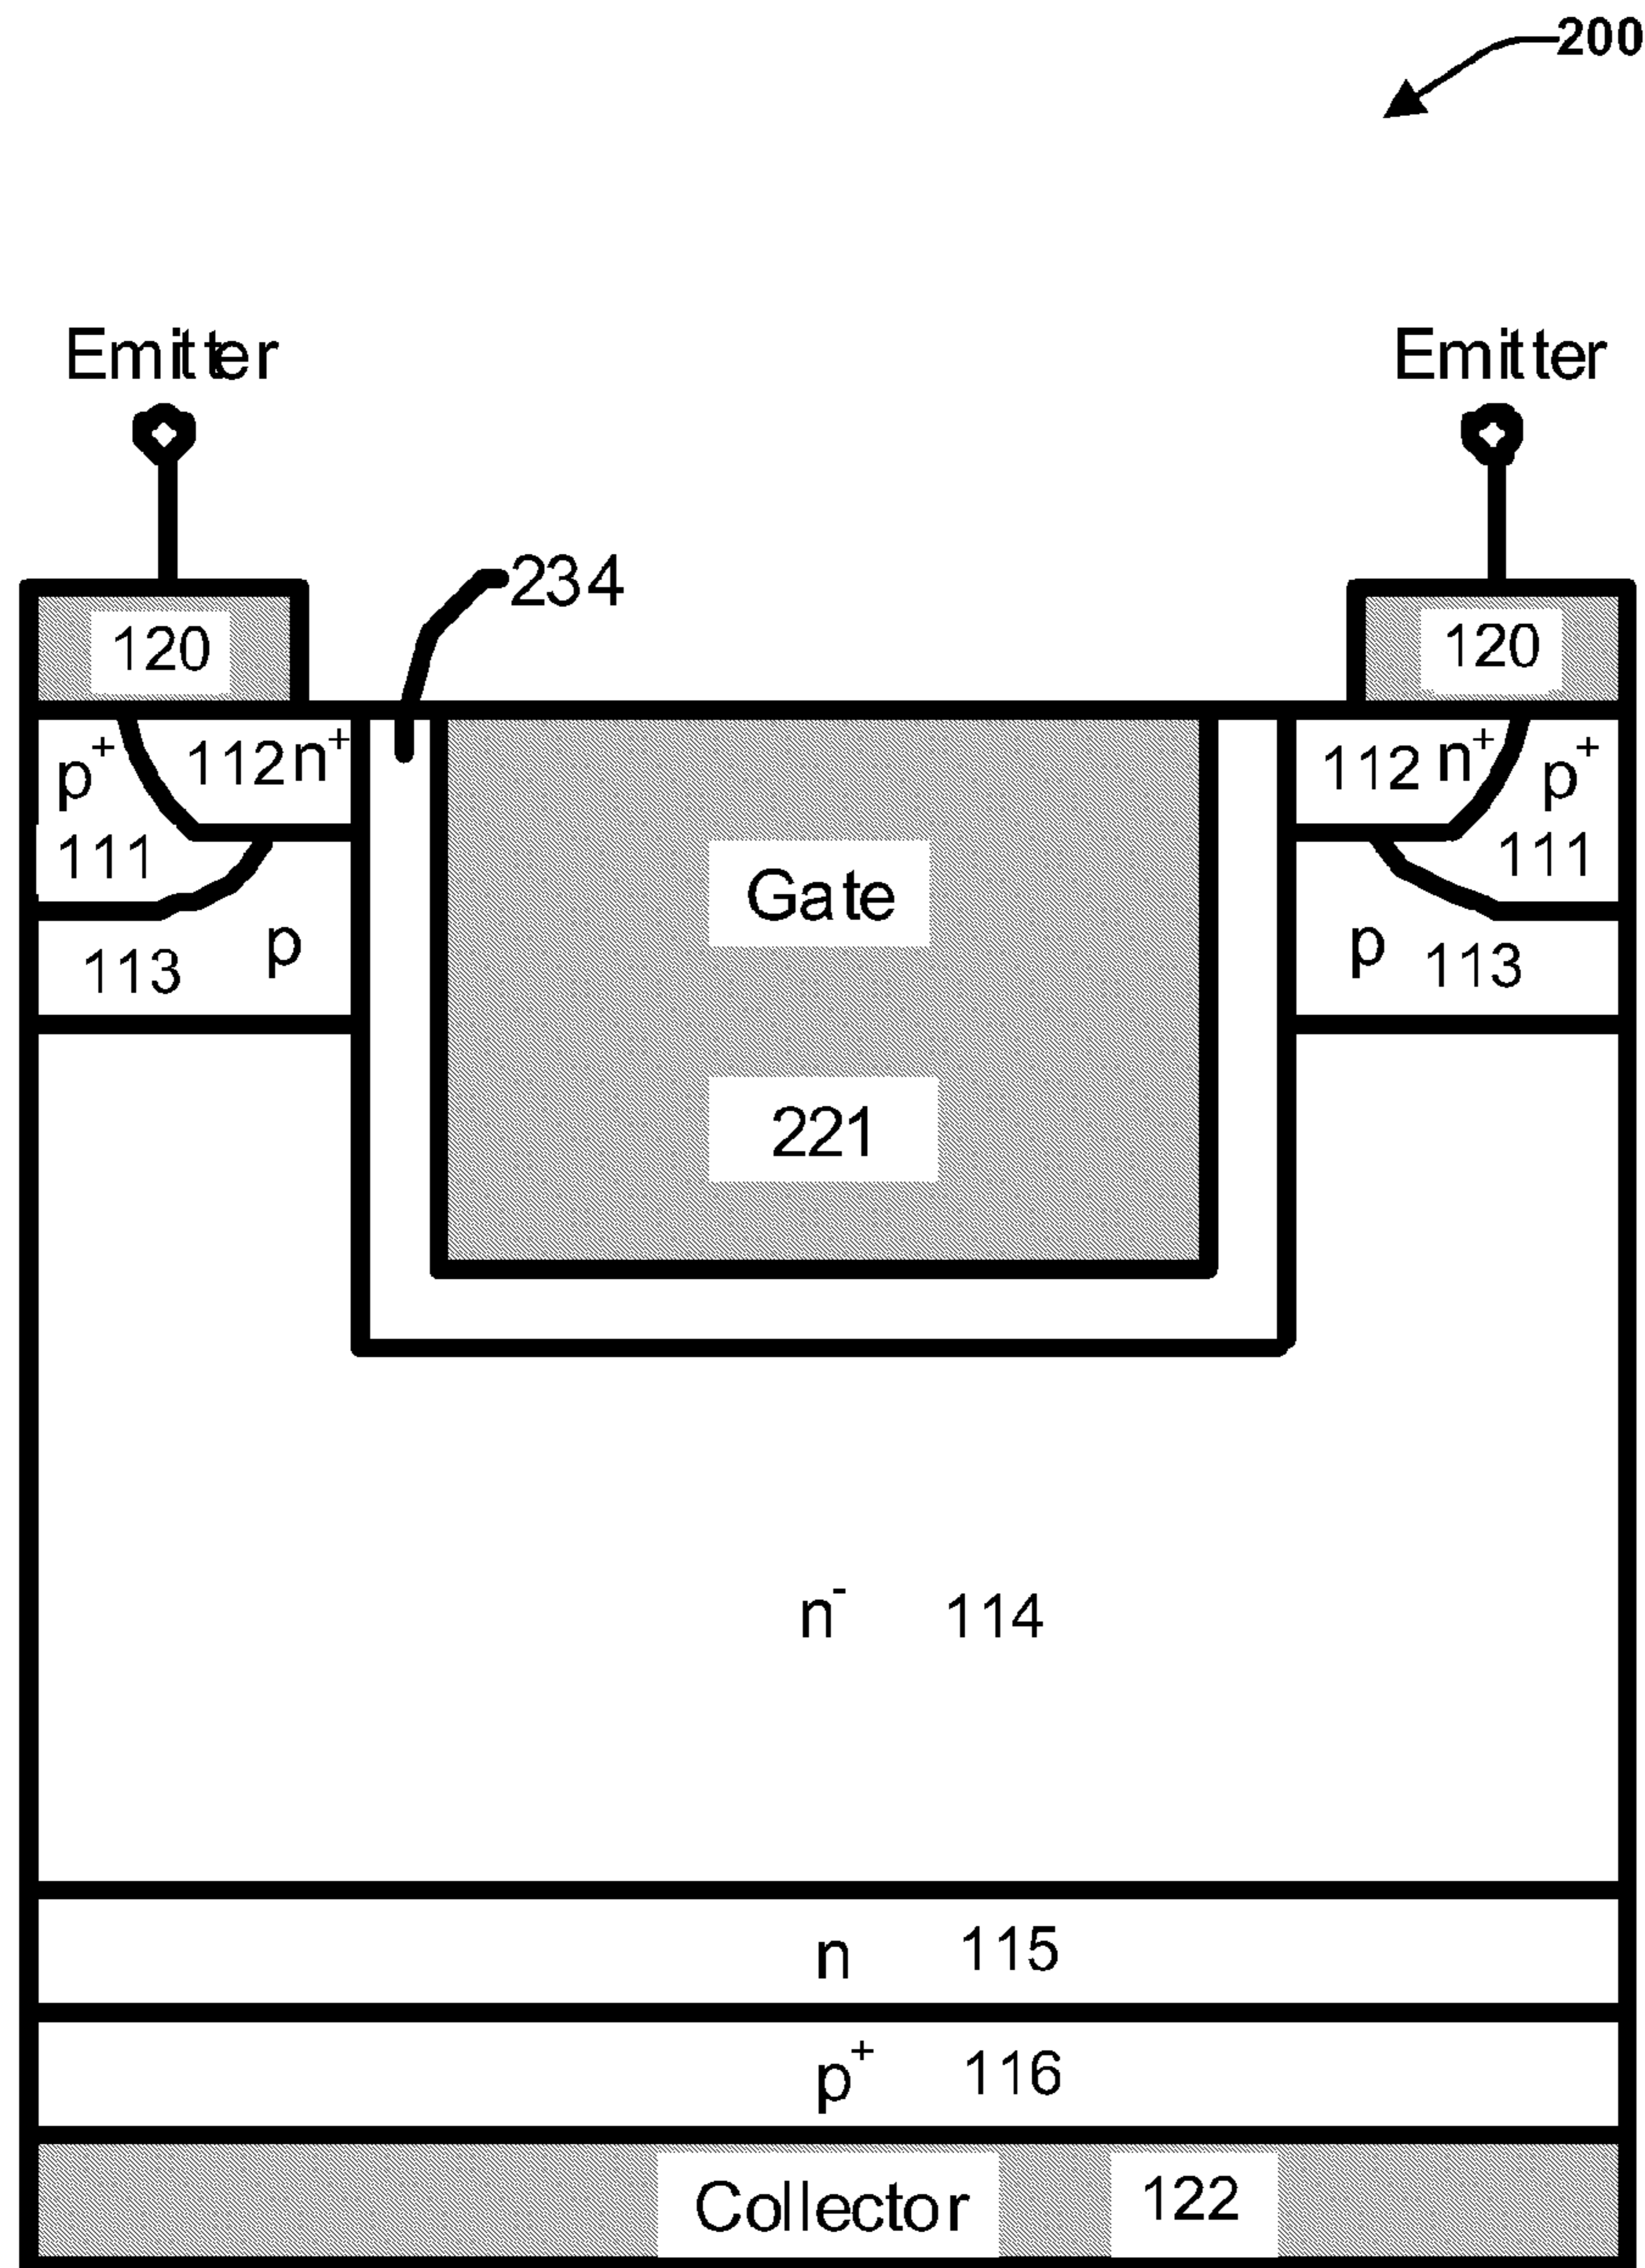 200
Emitter Emitter
234
120 120
p+ 112 n+ 112 n+ p+
111 111
Gate
113 p p 113
221
n- 114
n 115
p+ 116
Collector 122